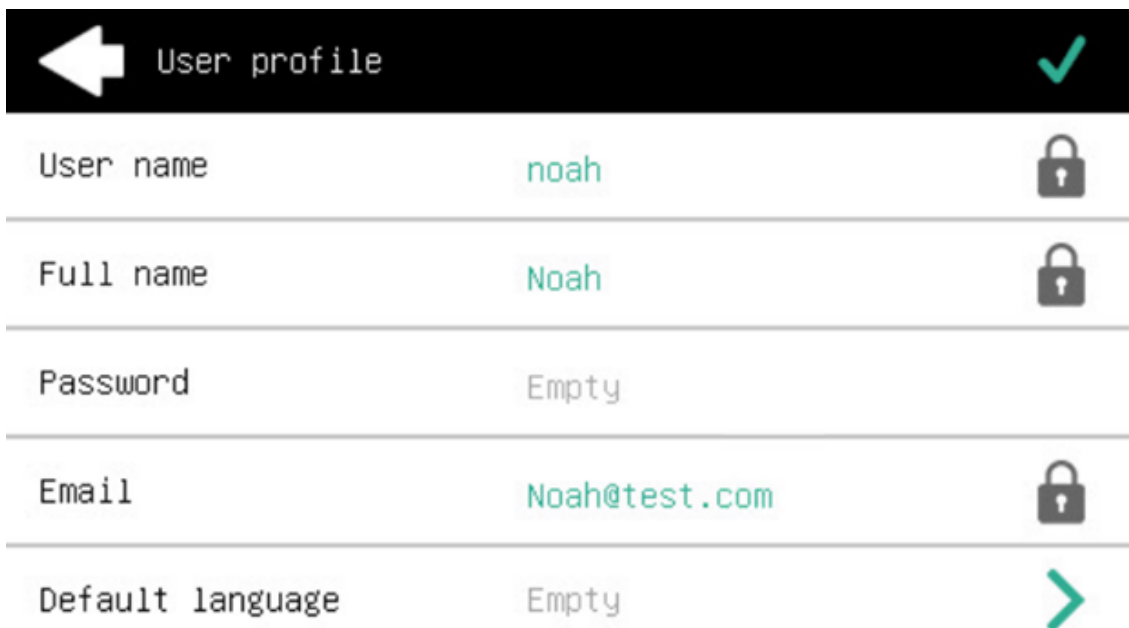 User profile
User name noah
Full name Noah
Password Empty
Email Noah@test.com
Default language Empty